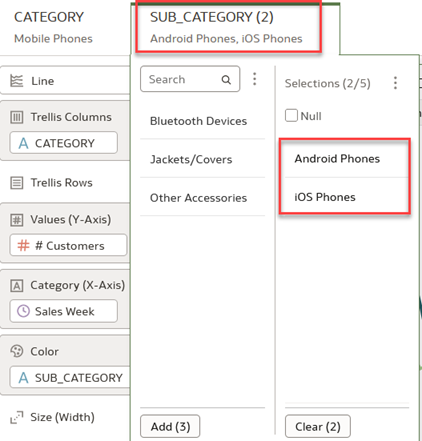 CATEGORY
Mobile Phones
SUB_CATEGORY (2)
Android Phones, iOS Phones
Line
Trellis Columns
A CATEGORY
Trellis Rows
Values (Y-Axis)
# # Customers
Category (X-Axis)
Sales Week
Color
A SUB_CATEGORY
Size (Width)
Search
Bluetooth Devices
Jackets/Covers
Other Accessories
Add (3)
Selections (2/5)
Null
Android Phones
iOS Phones
Clear (2)